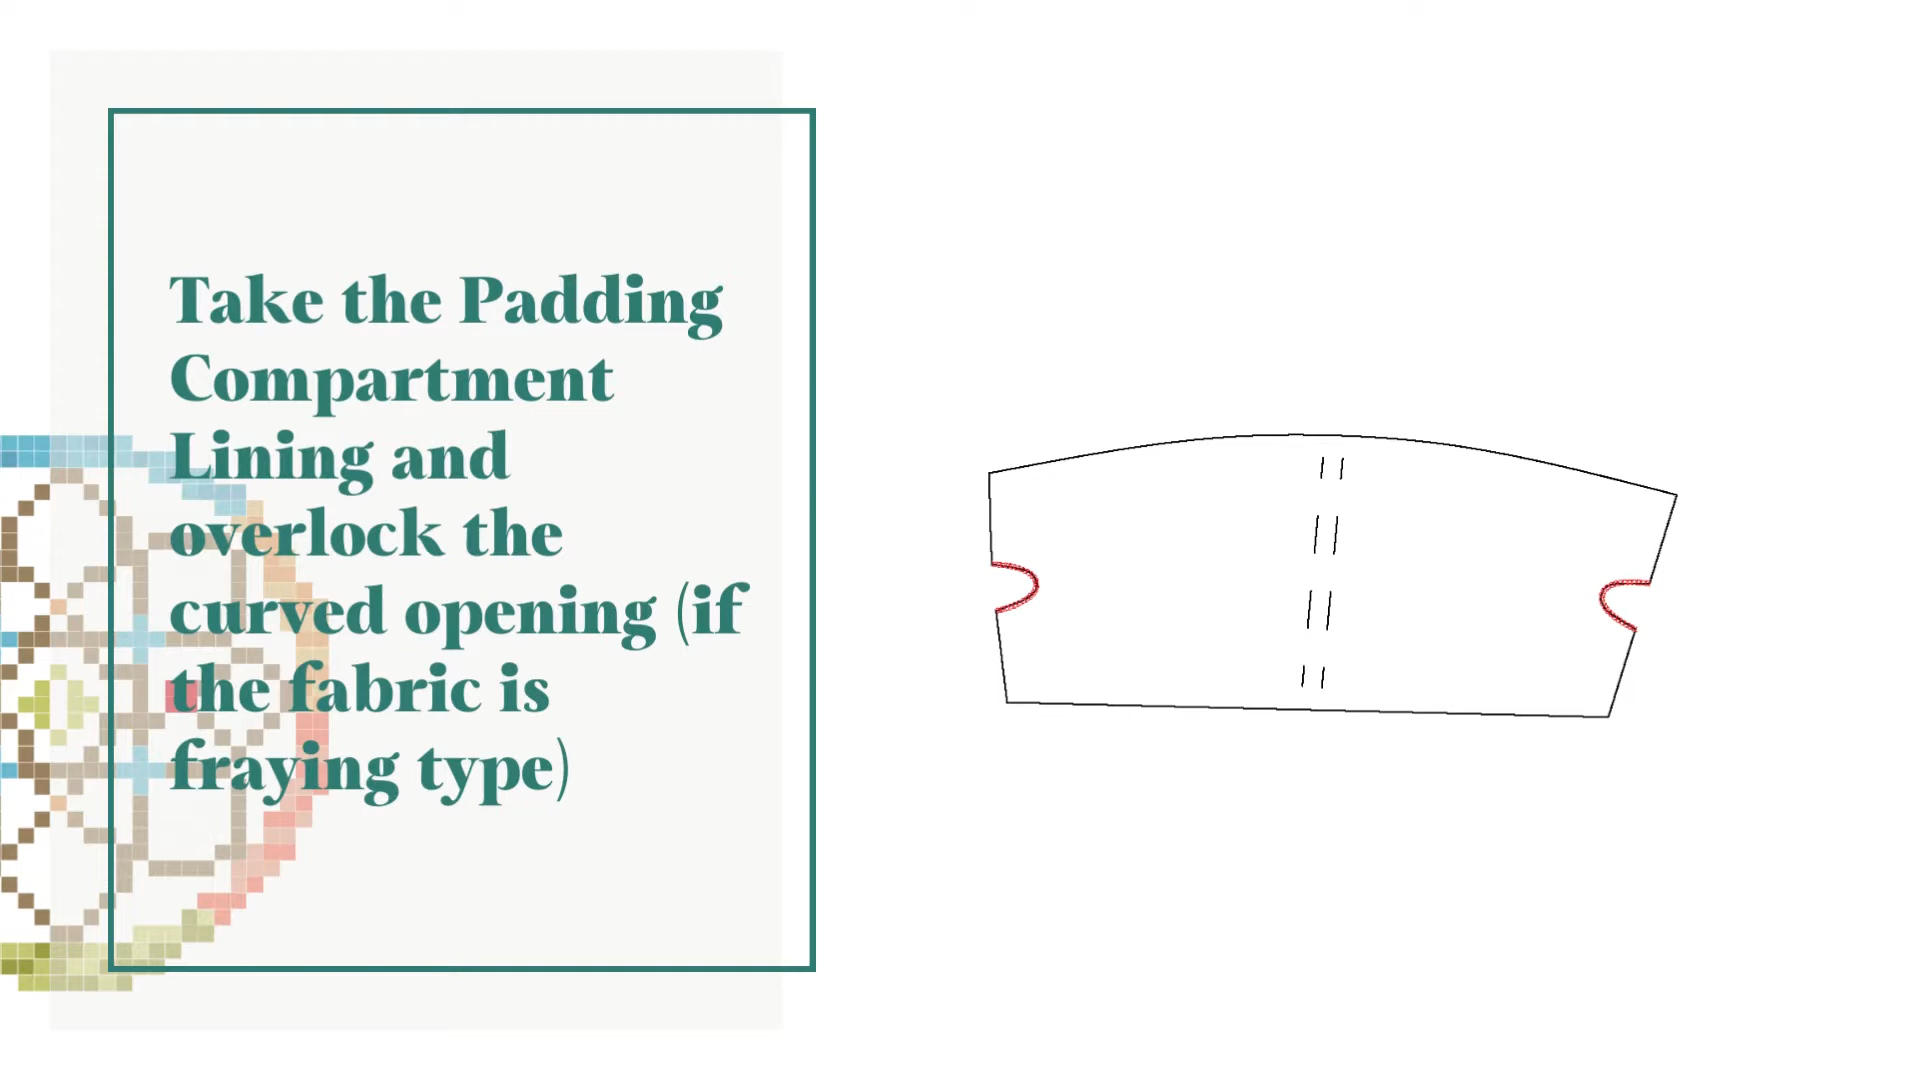 Take the Padding
Compartment
Lining and
overlock the
curved opening (if
the fabric is
fraying type)